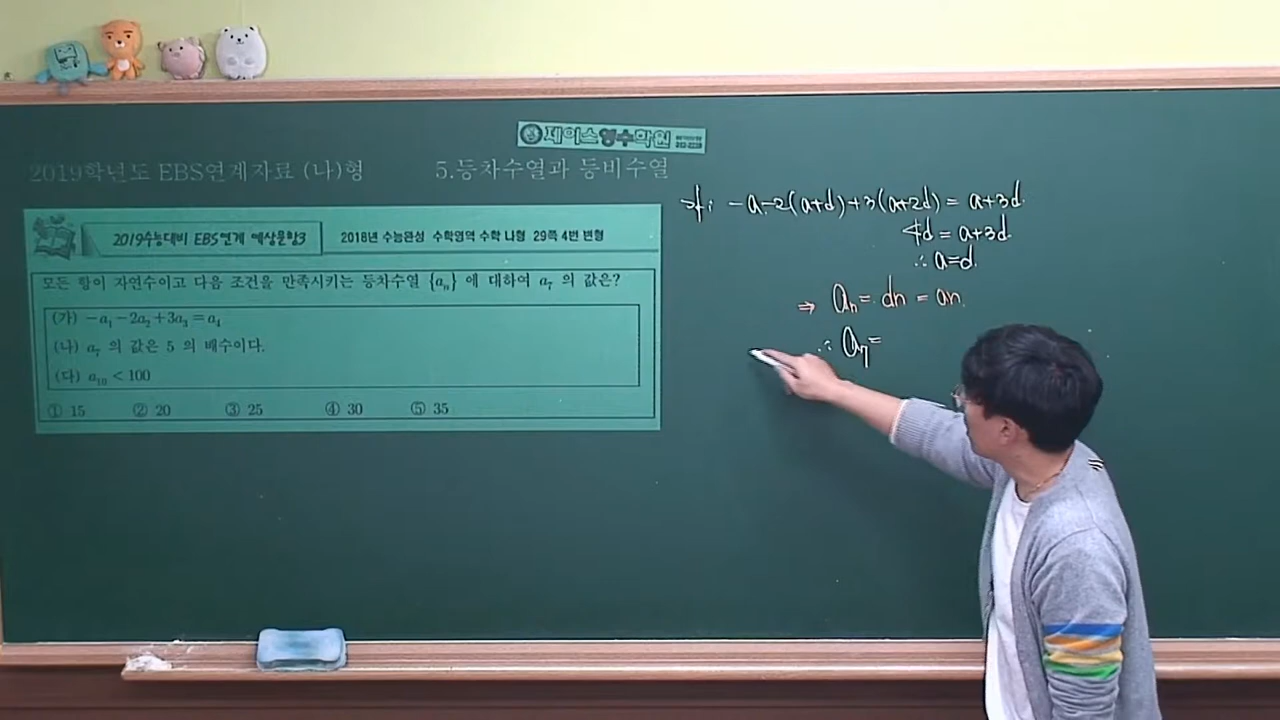 제이스영수학원
2019학년도 EBS연계자료 (나)형 5.등차수열과 등비수열
2019수능대비 EBS연계 예상문항3 2018년 수능완성 수학영역 수학 나형 29쪽 4번 변형
모든 항이 자연수이고 다음 조건을 만족시키는 등차수열 {aₙ} 에 대하여 a₇ 의 값은?
(가) −a₁−2a₂+3a₃=a₄
(나) a₇ 의 값은 5 의 배수이다.
(다) a₁₀ < 100
① 15 ② 20 ③ 25 ④ 30 ⑤ 35
가; -a-2(a+d)+3(a+2d) = a+3d.
4d = a+3d.
∴ a=d.
⇒ aₙ = dn = an.
∴ a₇=